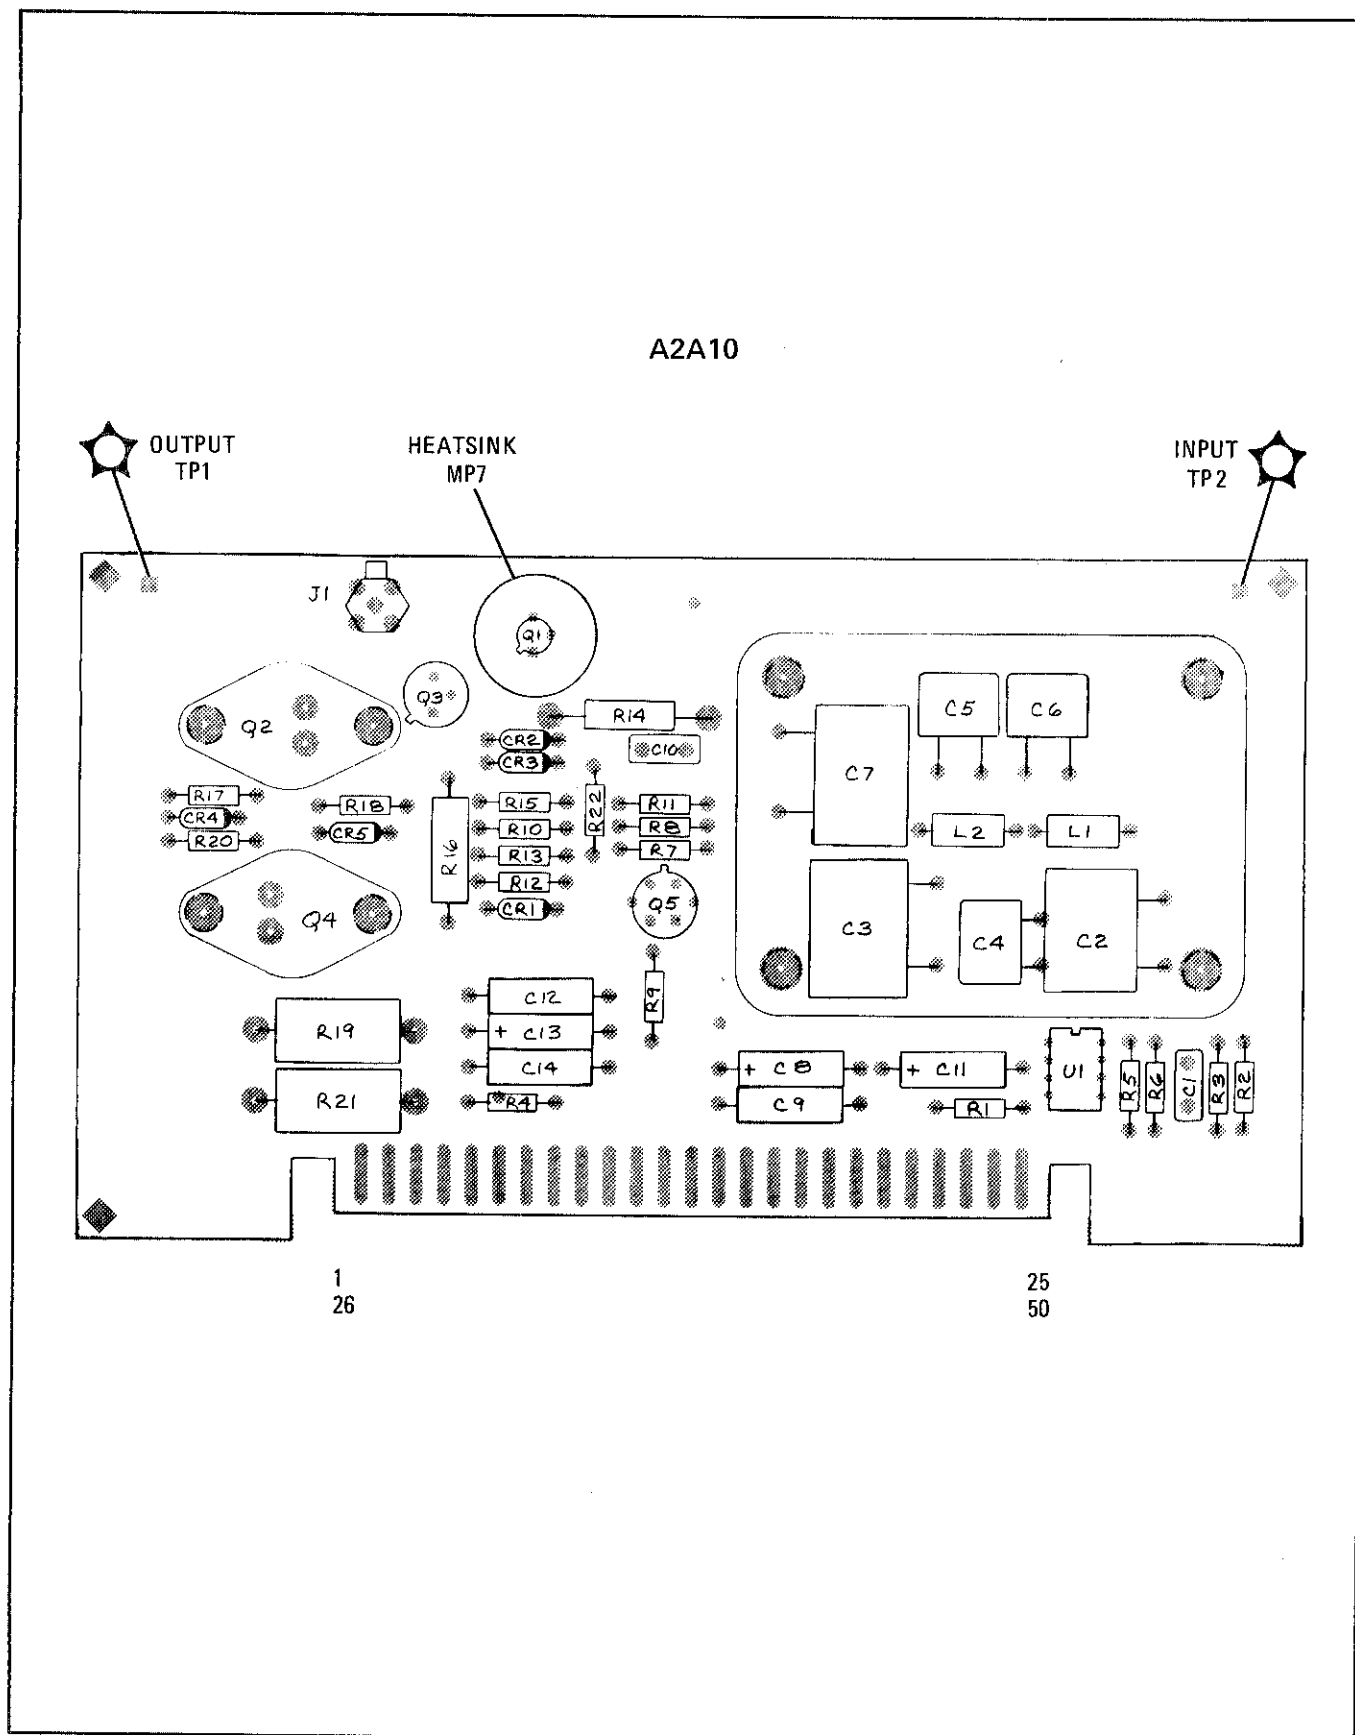 A2A10
OUTPUT
TP1
HEATSINK
MP7
INPUT
TP2
J1
Q1
Q3
Q2
R14
C5
C6
CR2
C10
CR3
C7
R17
R18
R15
R22
R11
CR4
R20
CR5
R10
R8
L2
L1
R16
R13
R7
R12
CR1
Q5
Q4
C3
C4
C2
R9
C12
+ C13
C14
R19
R21
R4
+ C8
C9
+ C11
R1
U1
R5
R6
C1
R3
R2
1
26
25
50